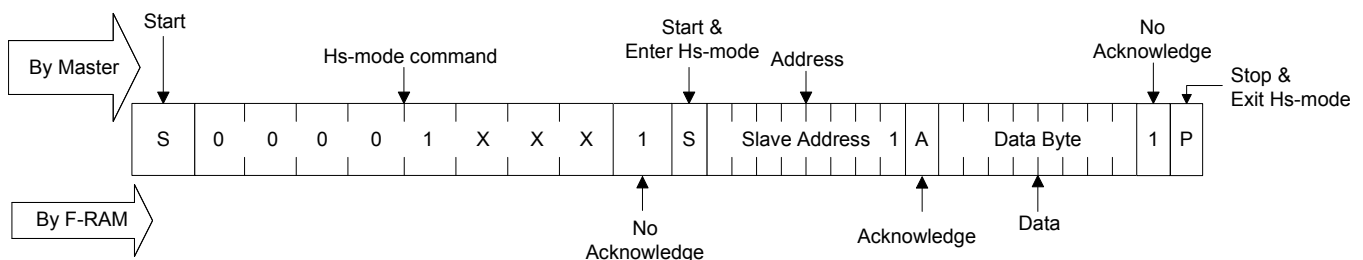 Start
Start &
Enter Hs-mode
No
Acknowledge
By Master
Hs-mode command
Address
Stop &
Exit Hs-mode
S 0 0 0 0 1 X X X 1 S Slave Address 1 A Data Byte 1 P
By F-RAM
No
Acknowledge
Acknowledge
Data